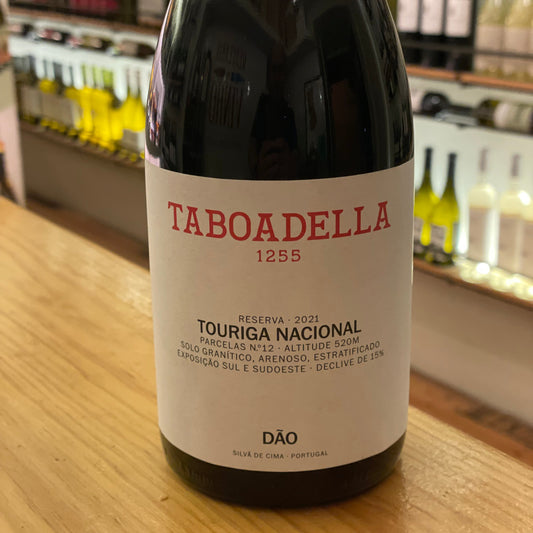 TABOADELLA
1255
RESERVA · 2021
TOURIGA NACIONAL
PARCELAS N.º12 · ALTITUDE 520M
SOLO GRANÍTICO, ARENOSO, ESTRATIFICADO
EXPOSIÇÃO SUL E SUDOESTE · DECLIVE DE 15%
DÃO
SILVÃ DE CIMA · PORTUGAL